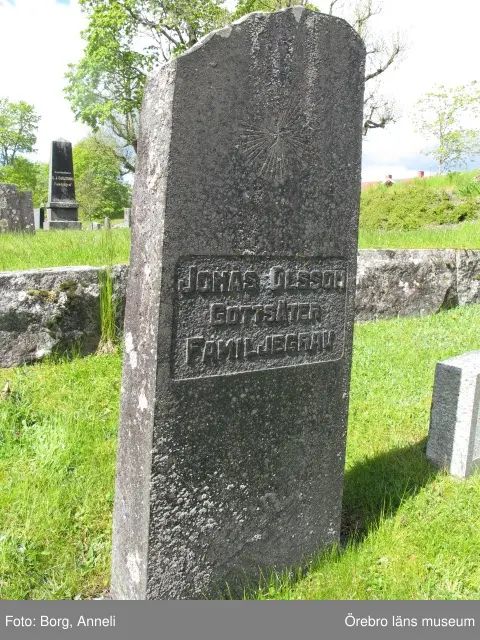 JONAS OLSSON
GOTTSÄTER
FAMILJEGRAV
Foto: Borg, Anneli
Örebro läns museum